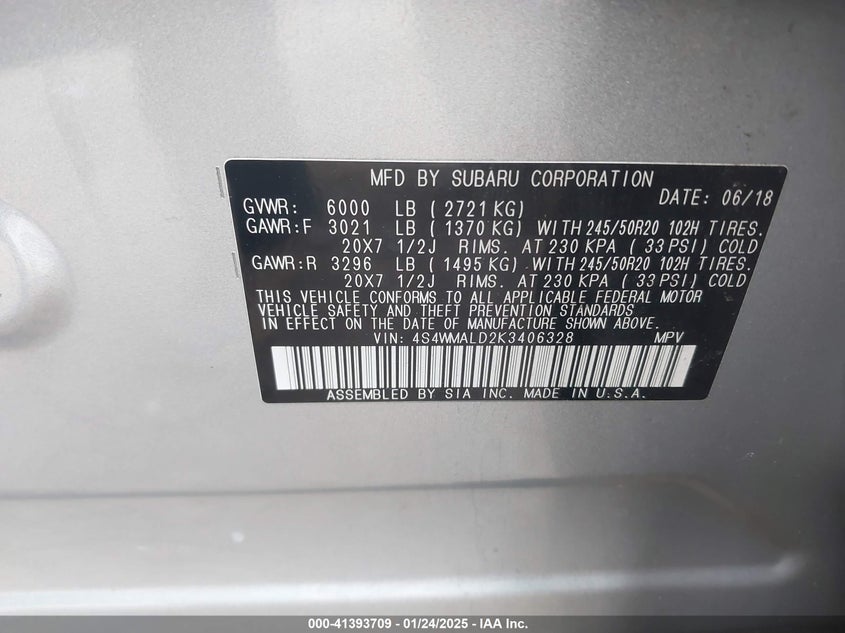 MFD BY SUBARU CORPORATION
DATE: 06/18
GVWR: 6000 LB ( 2721 KG)
GAWR:F 3021 LB ( 1370 KG) WITH 245/50R20 102H TIRES.
20X7 1/2J RIMS. AT 230 KPA ( 33 PSI) COLD
GAWR:R 3296 LB ( 1495 KG) WITH 245/50R20 102H TIRES.
20X7 1/2J RIMS. AT 230 KPA ( 33 PSI) COLD
THIS VEHICLE CONFORMS TO ALL APPLICABLE FEDERAL MOTOR
VEHICLE SAFETY AND THEFT PREVENTION STANDARDS
IN EFFECT ON THE DATE OF MANUFACTURE SHOWN ABOVE.
VIN: 4S4WMALD2K3406328 MPV
ASSEMBLED BY SIA INC. MADE IN U.S.A.
000-41393709 — 01/24/2025 — IAA Inc.